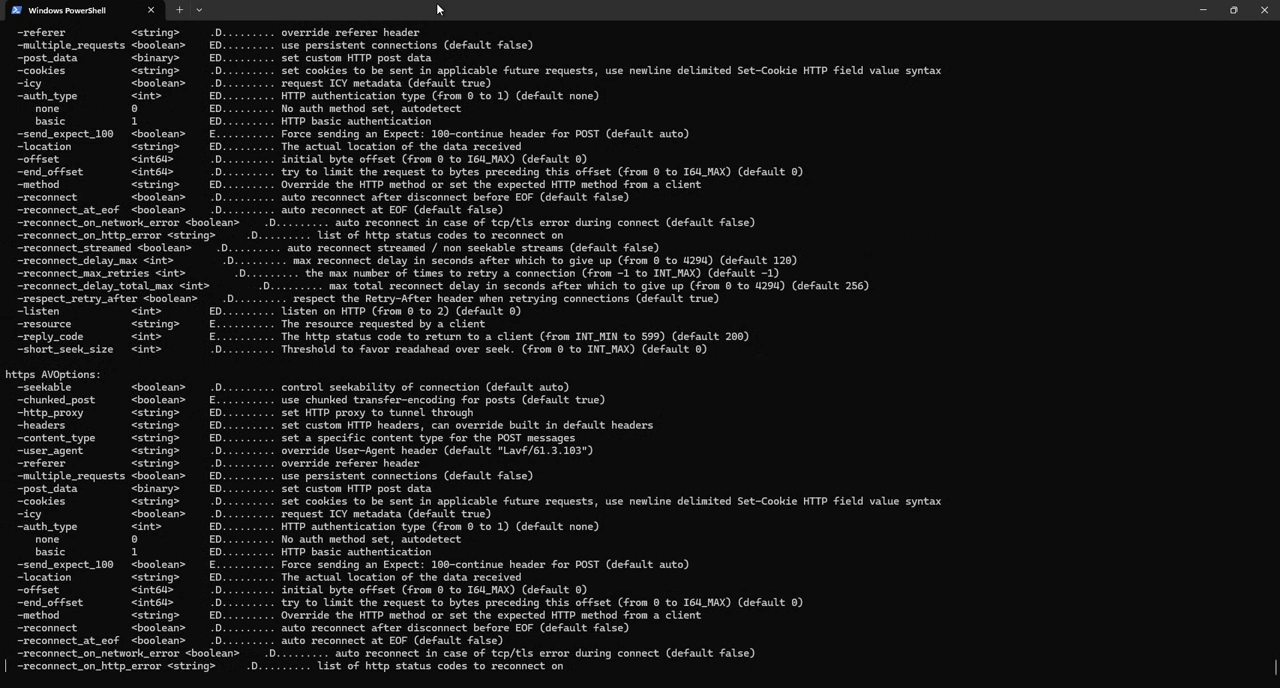 Windows PowerShell
-referer <string> .D......... override referer header
-multiple_requests <boolean> ED......... use persistent connections (default false)
-post_data <binary> ED......... set custom HTTP post data
-cookies <string> .D......... set cookies to be sent in applicable future requests, use newline delimited Set-Cookie HTTP field value syntax
-icy <boolean> .D......... request ICY metadata (default true)
-auth_type <int> ED......... HTTP authentication type (from 0 to 1) (default none)
none 0 ED......... No auth method set, autodetect
basic 1 ED......... HTTP basic authentication
-send_expect_100 <boolean> E.......... Force sending an Expect: 100-continue header for POST (default auto)
-location <string> ED......... The actual location of the data received
-offset <int64> .D......... initial byte offset (from 0 to I64_MAX) (default 0)
-end_offset <int64> .D......... try to limit the request to bytes preceding this offset (from 0 to I64_MAX) (default 0)
-method <string> ED......... Override the HTTP method or set the expected HTTP method from a client
-reconnect <boolean> .D......... auto reconnect after disconnect before EOF (default false)
-reconnect_at_eof <boolean> .D......... auto reconnect at EOF (default false)
-reconnect_on_network_error <boolean> .D......... auto reconnect in case of tcp/tls error during connect (default false)
-reconnect_on_http_error <string> .D......... list of http status codes to reconnect on
-reconnect_streamed <boolean> .D......... auto reconnect streamed / non seekable streams (default false)
-reconnect_delay_max <int> .D......... max reconnect delay in seconds after which to give up (from 0 to 4294) (default 120)
-reconnect_max_retries <int> .D......... the max number of times to retry a connection (from -1 to INT_MAX) (default -1)
-reconnect_delay_total_max <int> .D......... max total reconnect delay in seconds after which to give up (from 0 to 4294) (default 256)
-respect_retry_after <boolean> .D......... respect the Retry-After header when retrying connections (default true)
-listen <int> ED......... listen on HTTP (from 0 to 2) (default 0)
-resource <string> E.......... The resource requested by a client
-reply_code <int> E.......... The http status code to return to a client (from INT_MIN to 599) (default 200)
-short_seek_size <int> .D......... Threshold to favor readahead over seek. (from 0 to INT_MAX) (default 0)
https AVOptions:
-seekable <boolean> .D......... control seekability of connection (default auto)
-chunked_post <boolean> E.......... use chunked transfer-encoding for posts (default true)
-http_proxy <string> ED......... set HTTP proxy to tunnel through
-headers <string> ED......... set custom HTTP headers, can override built in default headers
-content_type <string> ED......... set a specific content type for the POST messages
-user_agent <string> .D......... override User-Agent header (default "Lavf/61.3.103")
-referer <string> .D......... override referer header
-multiple_requests <boolean> ED......... use persistent connections (default false)
-post_data <binary> ED......... set custom HTTP post data
-cookies <string> .D......... set cookies to be sent in applicable future requests, use newline delimited Set-Cookie HTTP field value syntax
-icy <boolean> .D......... request ICY metadata (default true)
-auth_type <int> ED......... HTTP authentication type (from 0 to 1) (default none)
none 0 ED......... No auth method set, autodetect
basic 1 ED......... HTTP basic authentication
-send_expect_100 <boolean> E.......... Force sending an Expect: 100-continue header for POST (default auto)
-location <string> ED......... The actual location of the data received
-offset <int64> .D......... initial byte offset (from 0 to I64_MAX) (default 0)
-end_offset <int64> .D......... try to limit the request to bytes preceding this offset (from 0 to I64_MAX) (default 0)
-method <string> ED......... Override the HTTP method or set the expected HTTP method from a client
-reconnect <boolean> .D......... auto reconnect after disconnect before EOF (default false)
-reconnect_at_eof <boolean> .D......... auto reconnect at EOF (default false)
-reconnect_on_network_error <boolean> .D......... auto reconnect in case of tcp/tls error during connect (default false)
-reconnect_on_http_error <string> .D......... list of http status codes to reconnect on